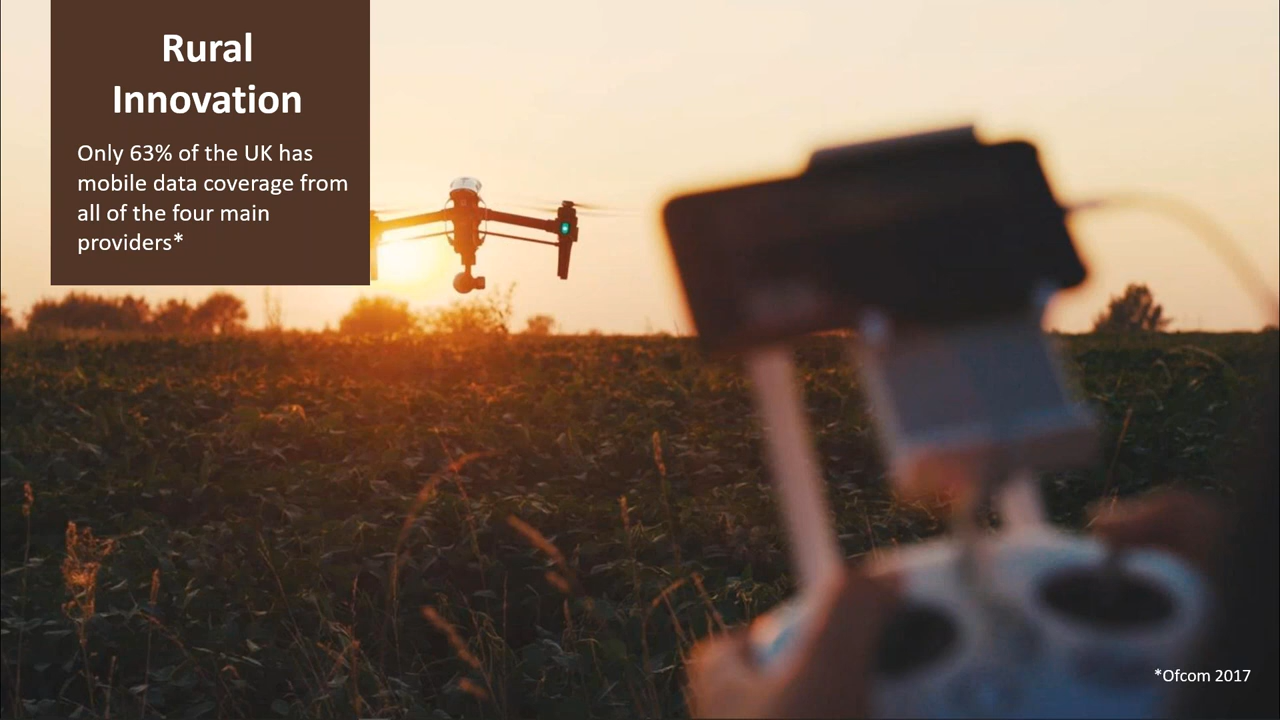 Rural
Innovation
Only 63% of the UK has
mobile data coverage from
all of the four main
providers*
*Ofcom 2017